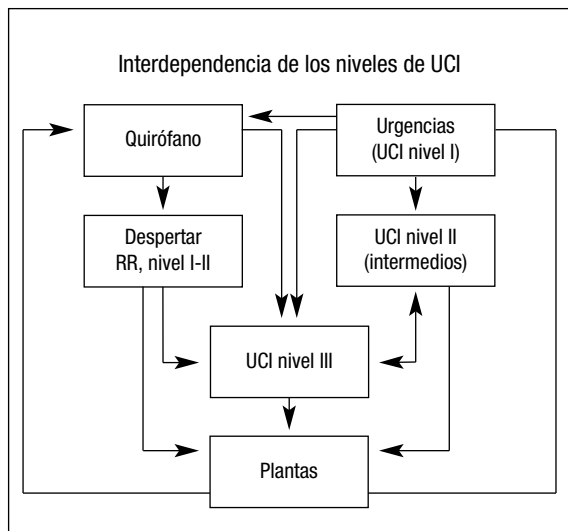 Interdependencia de los niveles de UCI
Quirófano
Urgencias
(UCI nivel I)
Despertar
RR, nivel I-II
UCI nivel II
(intermedios)
UCI nivel III
Plantas